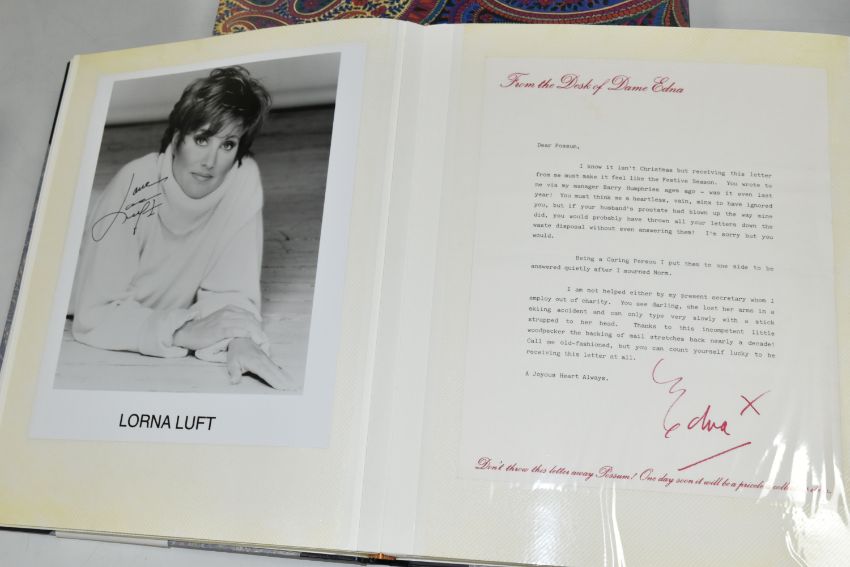 Love
Lorna
Luft
LORNA LUFT
From the Desk of Dame Edna
Dear Possum,
I know it isn't Christmas but receiving this letter
from me must make it feel like the Festive Season. You wrote to
me via my manager Barry Humphries ages ago - was it even last
year! You must think me a heartless, vain, minx to have ignored
you, but if your husband's prostate had blown up the way mine
did, you would probably have thrown all your letters down the
waste disposal without even answering them! I'm sorry but you
would.
Being a Caring Person I put them to one side to be
answered quietly after I mourned Norm.
I am not helped either by my present secretary whom I
employ out of charity. You see darling, she lost her arms in a
skiing accident and can only type very slowly with a stick
strapped to her head. Thanks to this incompetent little
woodpecker the backlog of mail stretches back nearly a decade!
Call me old-fashioned, but you can count yourself lucky to be
receiving this letter at all.
A Joyous Heart Always.
Edna X
Don't throw this letter away Possum! One day soon it will be a priceless